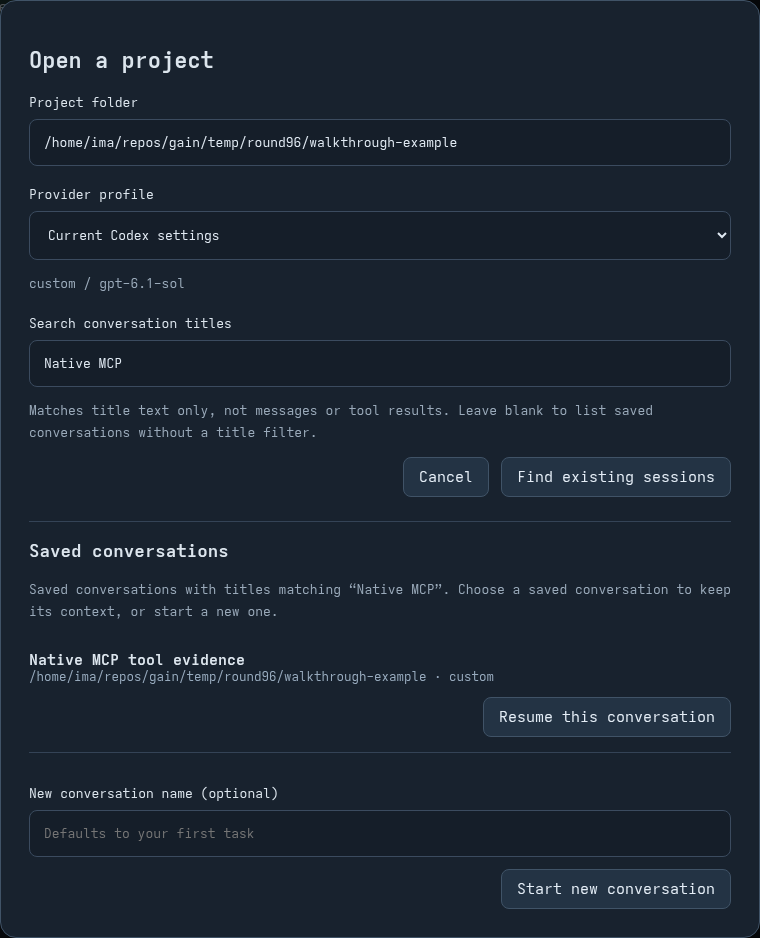 Open a project
Project folder
/home/ima/repos/gain/temp/round96/walkthrough-example
Provider profile
Current Codex settings
custom / gpt-6.1-sol
Search conversation titles
Native MCP
Matches title text only, not messages or tool results. Leave blank to list saved
conversations without a title filter.
Cancel
Find existing sessions
Saved conversations
Saved conversations with titles matching “Native MCP”. Choose a saved conversation to keep
its context, or start a new one.
Native MCP tool evidence
/home/ima/repos/gain/temp/round96/walkthrough-example · custom
Resume this conversation
New conversation name (optional)
Defaults to your first task
Start new conversation